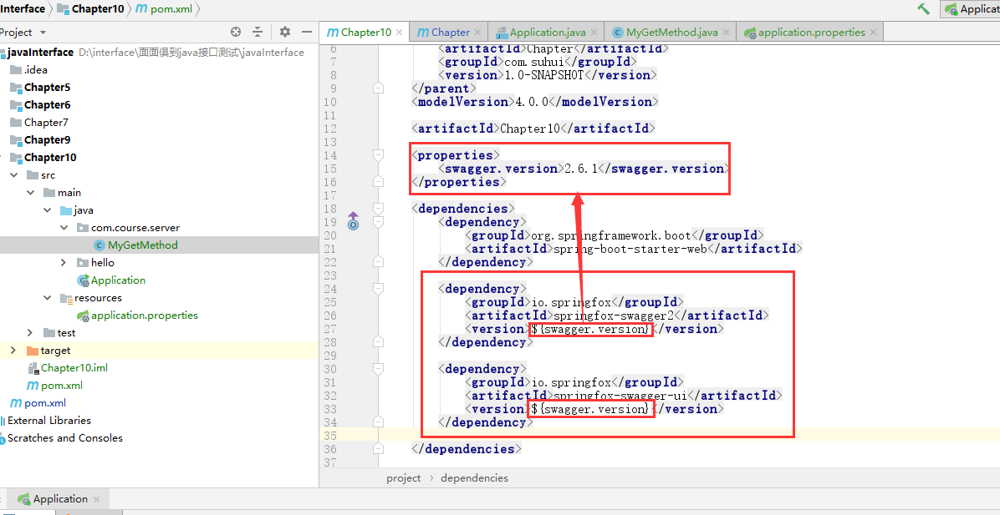 Interface Chapter10 pom.xml
Applicat
Project
Chapter10 Chapter Application.java MyGetMethod.java application.properties
javaInterface D:\interface\面面俱到java接口测试\javaInterface
.idea
Chapter5
Chapter6
Chapter7
Chapter9
Chapter10
src
main
java
com.course.server
MyGetMethod
hello
Application
resources
application.properties
test
target
Chapter10.iml
pom.xml
pom.xml
External Libraries
Scratches and Consoles
6 <artifactId>Chapter</artifactId>
7 <groupId>com.suhui</groupId>
8 <version>1.0-SNAPSHOT</version>
9 </parent>
10 <modelVersion>4.0.0</modelVersion>
11
12 <artifactId>Chapter10</artifactId>
13
14 <properties>
15 <swagger.version>2.6.1</swagger.version>
16 </properties>
17
18 <dependencies>
19 <dependency>
20 <groupId>org.springframework.boot</groupId>
21 <artifactId>spring-boot-starter-web</artifactId>
22 </dependency>
23
24 <dependency>
25 <groupId>io.springfox</groupId>
26 <artifactId>springfox-swagger2</artifactId>
27 <version>${swagger.version}</version>
28 </dependency>
29
30 <dependency>
31 <groupId>io.springfox</groupId>
32 <artifactId>springfox-swagger-ui</artifactId>
33 <version>${swagger.version}</version>
34 </dependency>
35
36 </dependencies>
37
project dependencies
Application